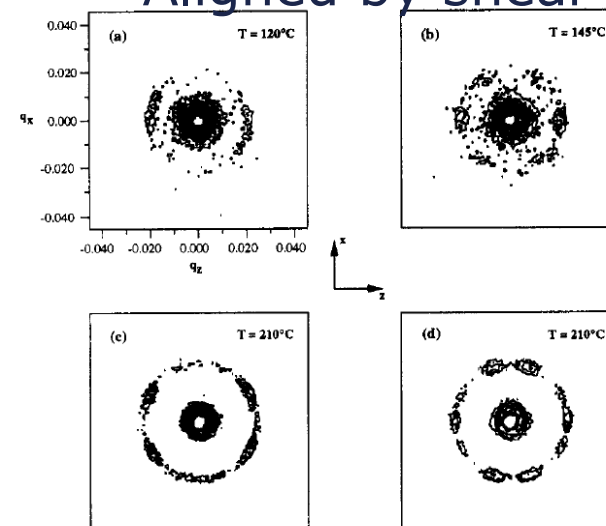 Aligned by shear
(a) T = 120°C
(b) T = 145°C
0.040
0.020
qx 0.000
-0.020
-0.040
-0.040 -0.020 0.000 0.020 0.040
qz
x
z
(c) T = 210°C
(d) T = 210°C